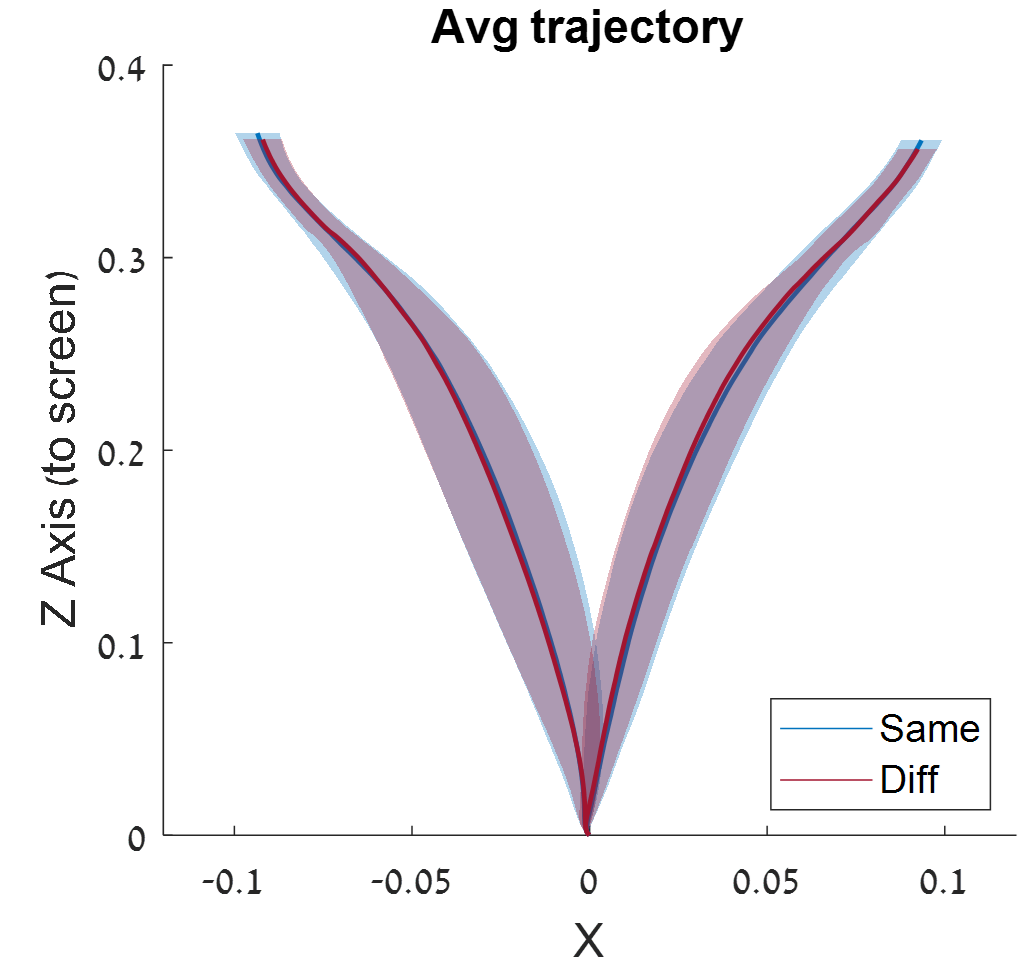 Avg trajectory
0.4
0.3
0.2
0.1
0
Z Axis (to screen)
-0.1 -0.05 0 0.05 0.1
X
Same
Diff